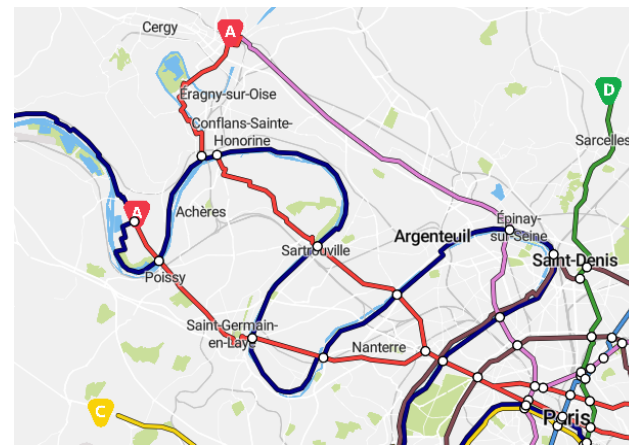 Cergy
A
D
Éragny-sur-Oise
Conflans-Sainte-
Honorine
Sarcelles
A
Achères
Épinay-
sur-Seine
Argenteuil
Sartrouville
Saint-Denis
Poissy
Saint-Germain-
en-Laye
Nanterre
C
Paris